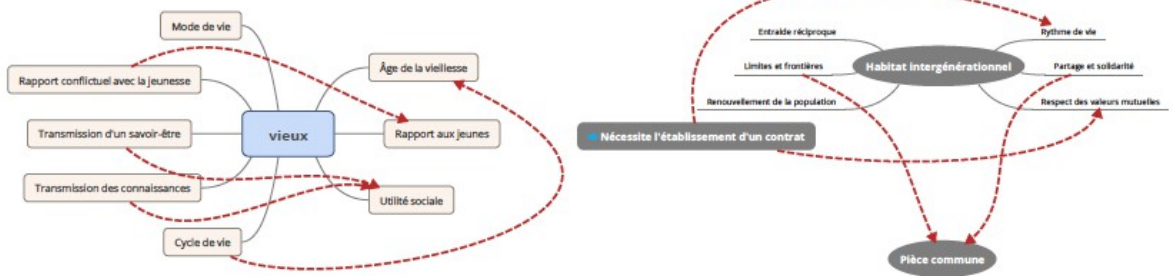 Mode de vie
Rapport conflictuel avec la jeunesse
Transmission d'un savoir-être
Transmission des connaissances
Cycle de vie
vieux
Âge de la vieillesse
Rapport aux jeunes
Utilité sociale
Entraide réciproque
Limites et frontières
Renouvellement de la population
Habitat intergénérationnel
Rythme de vie
Partage et solidarité
Respect des valeurs mutuelles
Nécessite l'établissement d'un contrat
Pièce commune